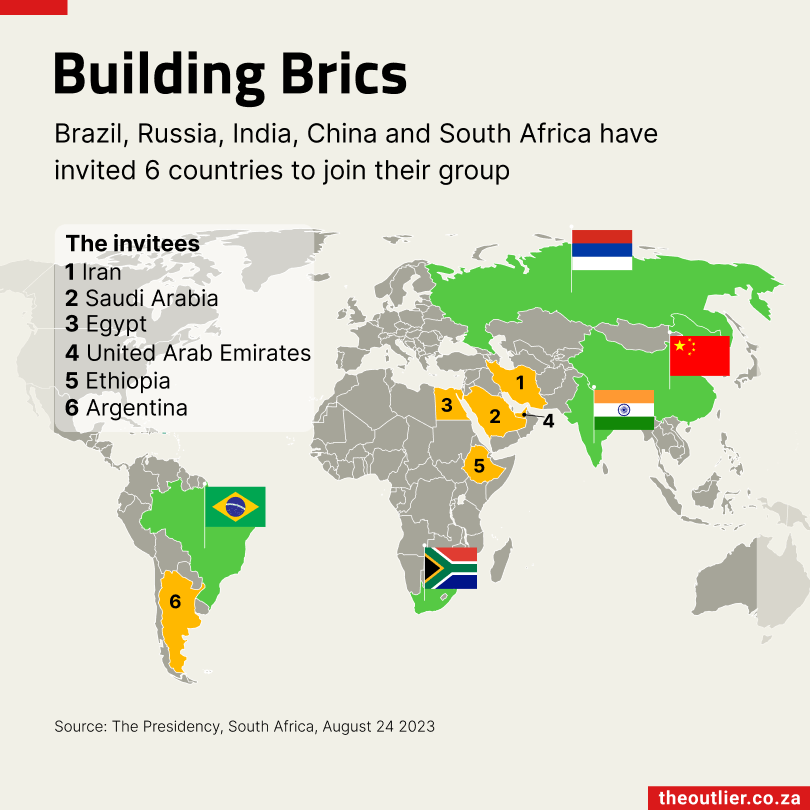 Building Brics
Brazil, Russia, India, China and South Africa have
invited 6 countries to join their group
The invitees
1 Iran
2 Saudi Arabia
3 Egypt
4 United Arab Emirates
5 Ethiopia
6 Argentina
1
3
2
4
5
6
Source: The Presidency, South Africa, August 24 2023
theoutlier.co.za